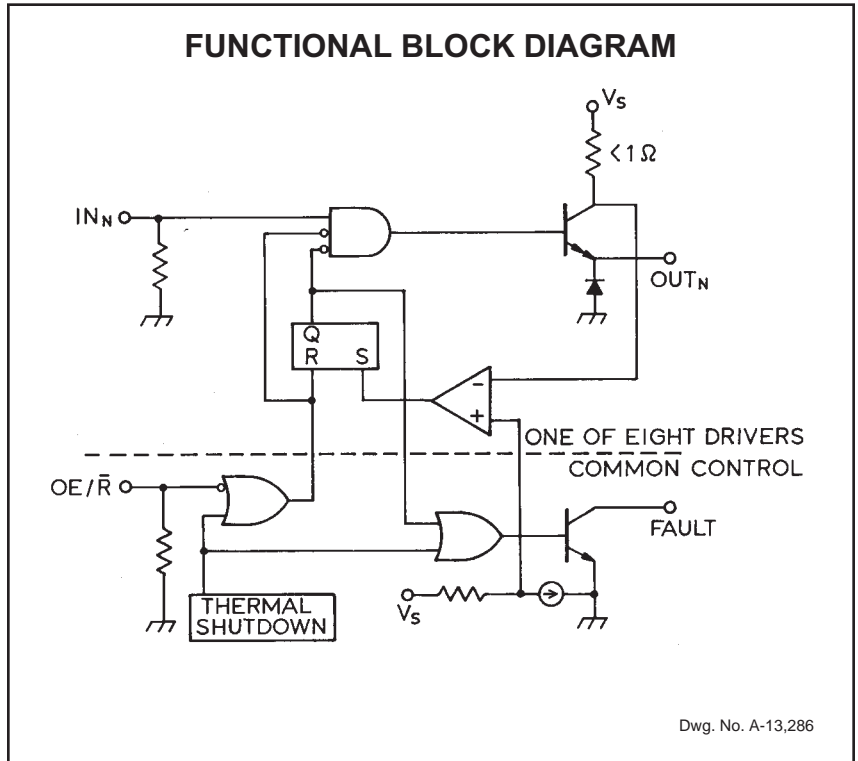 FUNCTIONAL BLOCK DIAGRAM
VS
<1Ω
INN
OUTN
Q
R S
-
+
ONE OF EIGHT DRIVERS
COMMON CONTROL
OE/R̄
FAULT
THERMAL
SHUTDOWN
VS
Dwg. No. A-13,286